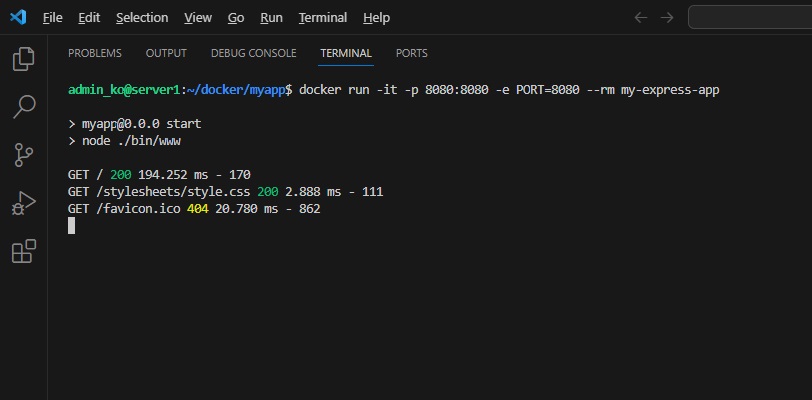 File Edit Selection View Go Run Terminal Help
PROBLEMS OUTPUT DEBUG CONSOLE TERMINAL PORTS
admin_ko@server1:~/docker/myapp$ docker run -it -p 8080:8080 -e PORT=8080 --rm my-express-app
> myapp@0.0.0 start
> node ./bin/www
GET / 200 194.252 ms - 170
GET /stylesheets/style.css 200 2.888 ms - 111
GET /favicon.ico 404 20.780 ms - 862